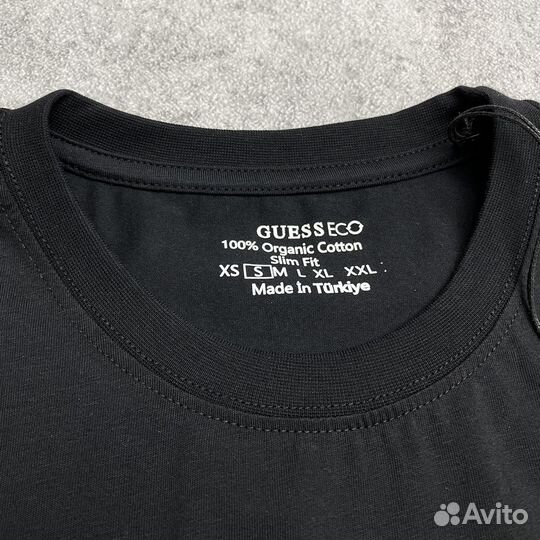 GUESS ECO
100% Organic Cotton
Slim Fit
XS S M L XL XXL
Made in Türkiye
Avito